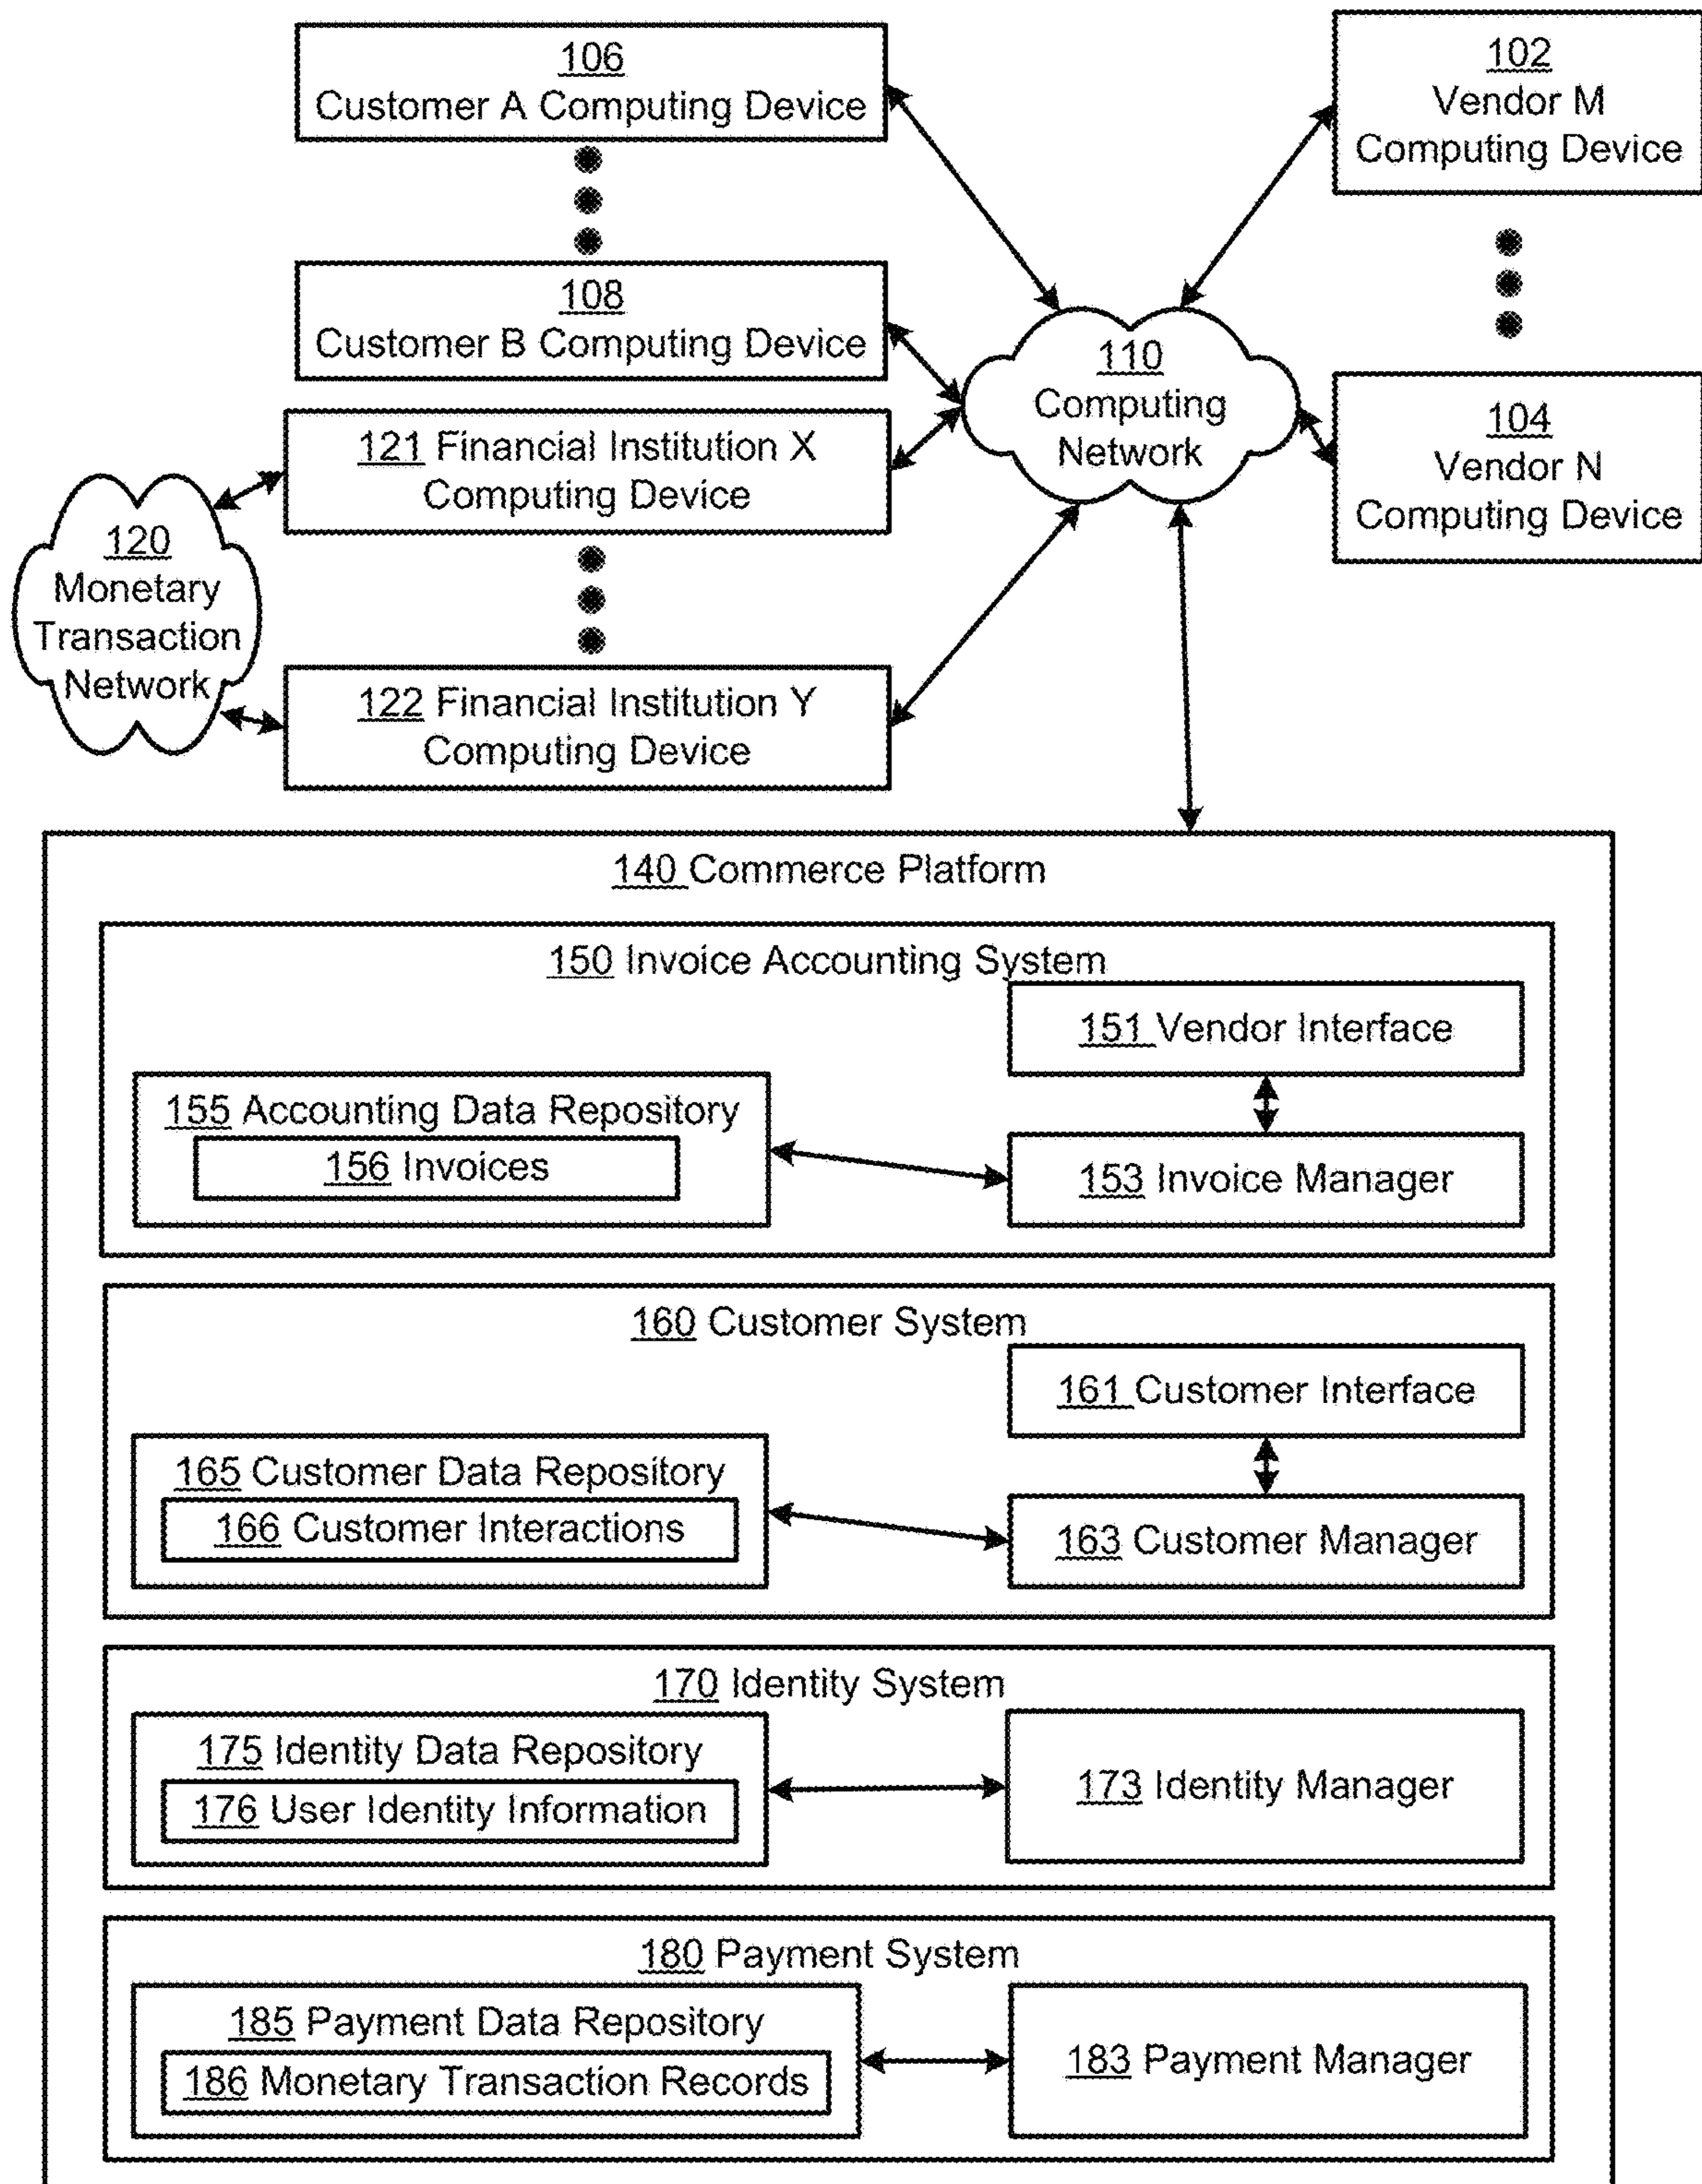 106
Customer A Computing Device
102
Vendor M
Computing Device
108
Customer B Computing Device
110
Computing
Network
104
Vendor N
Computing Device
121 Financial Institution X
Computing Device
120
Monetary
Transaction
Network
122 Financial Institution Y
Computing Device
140 Commerce Platform
150 Invoice Accounting System
151 Vendor Interface
155 Accounting Data Repository
156 Invoices
153 Invoice Manager
160 Customer System
161 Customer Interface
165 Customer Data Repository
166 Customer Interactions
163 Customer Manager
170 Identity System
175 Identity Data Repository
176 User Identity Information
173 Identity Manager
180 Payment System
185 Payment Data Repository
186 Monetary Transaction Records
183 Payment Manager